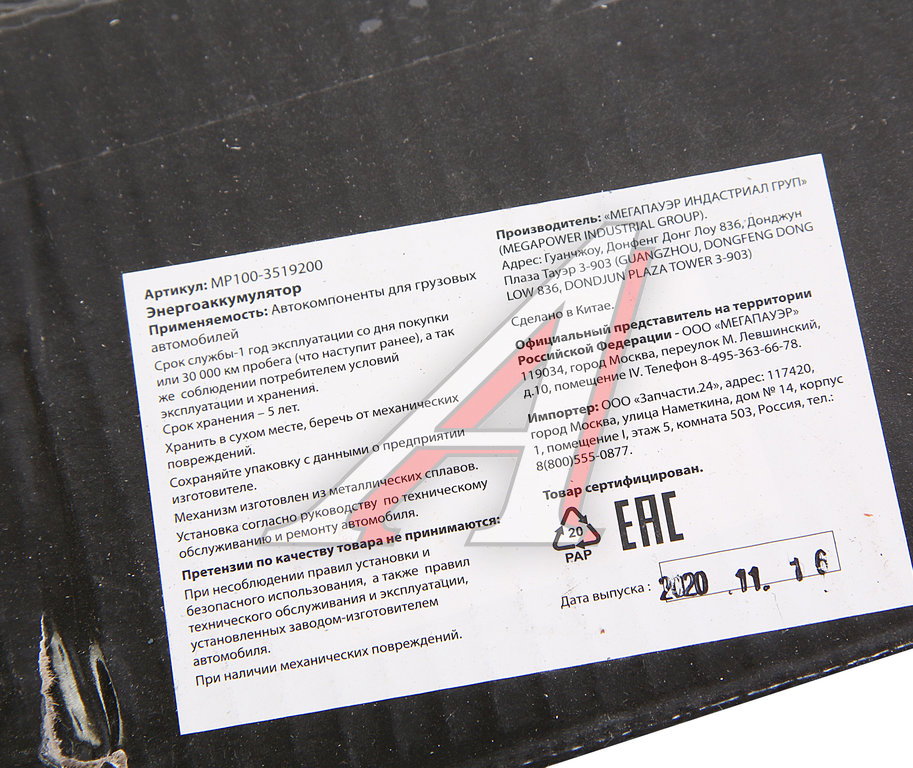 Артикул: MP100-3519200
Энергоаккумулятор
Применяемость: Автокомпоненты для грузовых
автомобилей
Срок службы-1 год эксплуатации со дня покупки
или 30 000 км пробега (что наступит ранее), а так
же соблюдении потребителем условий
эксплуатации и хранения.
Срок хранения – 5 лет.
Хранить в сухом месте, беречь от механических
повреждений.
Сохраняйте упаковку с данными о предприятии
изготовителе.
Механизм изготовлен из металлических сплавов.
Установка согласно руководству по техническому
обслуживанию и ремонту автомобиля.
Претензии по качеству товара не принимаются:
При несоблюдении правил установки и
безопасного использования, а также правил
технического обслуживания и эксплуатации,
установленных заводом-изготовителем
автомобиля.
При наличии механических повреждений.
Производитель: «МЕГАПАУЭР ИНДАСТРИАЛ ГРУП»
(MEGAPOWER INDUSTRIAL GROUP).
Адрес: Гуанчжоу, Донфенг Донг Лоу 836, Донджун
Плаза Тауэр 3-903 (GUANGZHOU, DONGFENG DONG
LOW 836, DONDJUN PLAZA TOWER 3-903)
Сделано в Китае.
Официальный представитель на территории
Российской Федерации - ООО «МЕГАПАУЭР»
119034, город Москва, переулок М. Левшинский,
д.10, помещение IV. Телефон 8-495-363-66-78.
Импортер: ООО «Запчасти.24», адрес: 117420,
город Москва, улица Наметкина, дом № 14, корпус
1, помещение I, этаж 5, комната 503, Россия, тел.:
8(800)555-0877.
Товар сертифицирован.
20
PAP
EAC
Дата выпуска : 2020 .11. 16